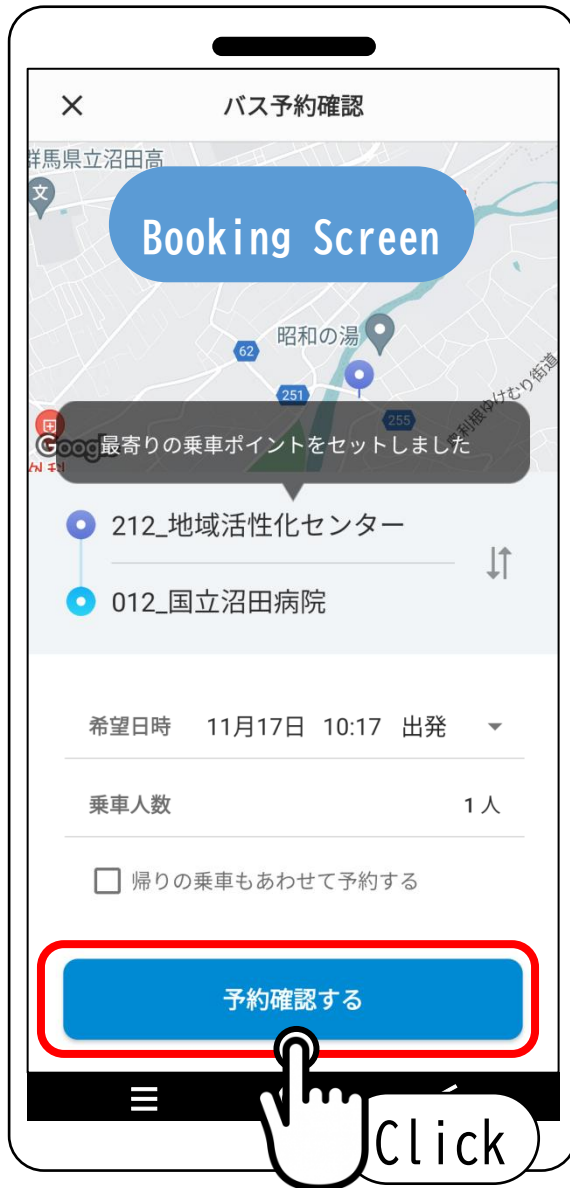 バス予約確認
群馬県立沼田高
文
Booking Screen
昭和の湯
62
251
255
利根ゆけむり街道
Google
最寄りの乗車ポイントをセットしました
212_地域活性化センター
012_国立沼田病院
希望日時 11月17日 10:17 出発
乗車人数 1人
帰りの乗車もあわせて予約する
予約確認する
Click